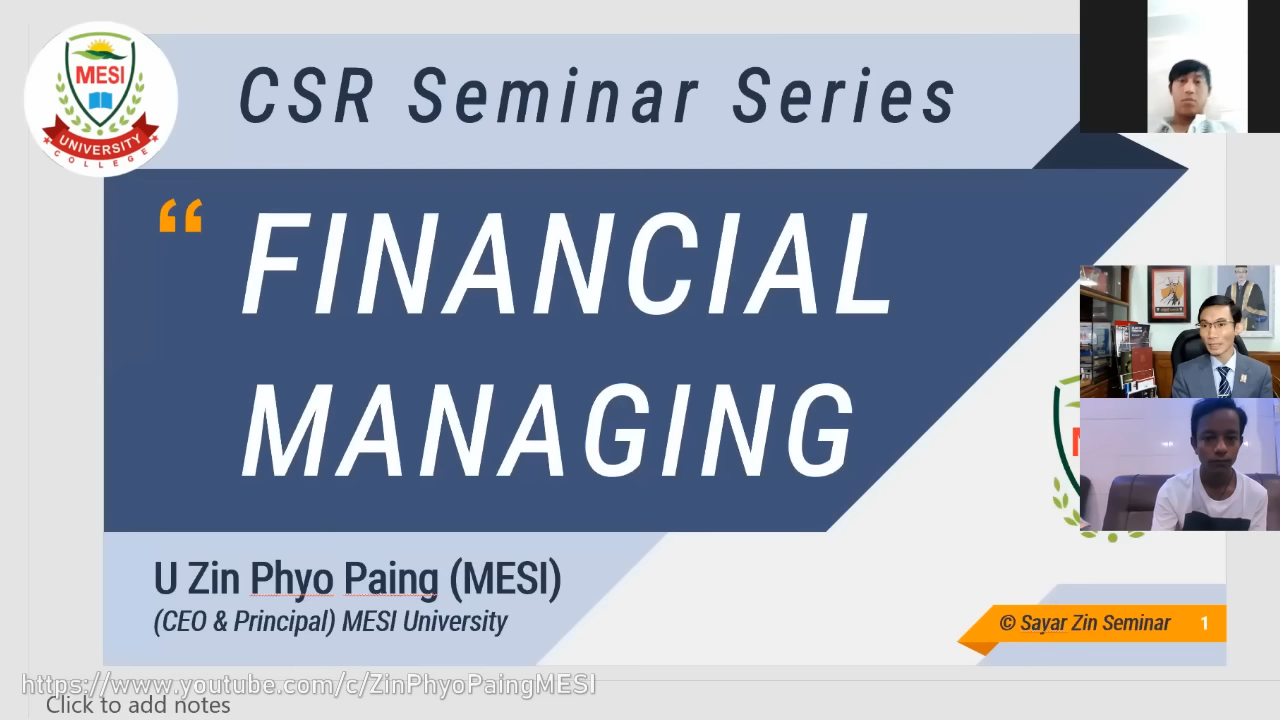 MESI
UNIVERSITY
COLLEGE
CSR Seminar Series
“ FINANCIAL
MANAGING
U Zin Phyo Paing (MESI)
(CEO & Principal) MESI University
© Sayar Zin Seminar 1
https://www.youtube.com/c/ZinPhyoPaingMESI
Click to add notes